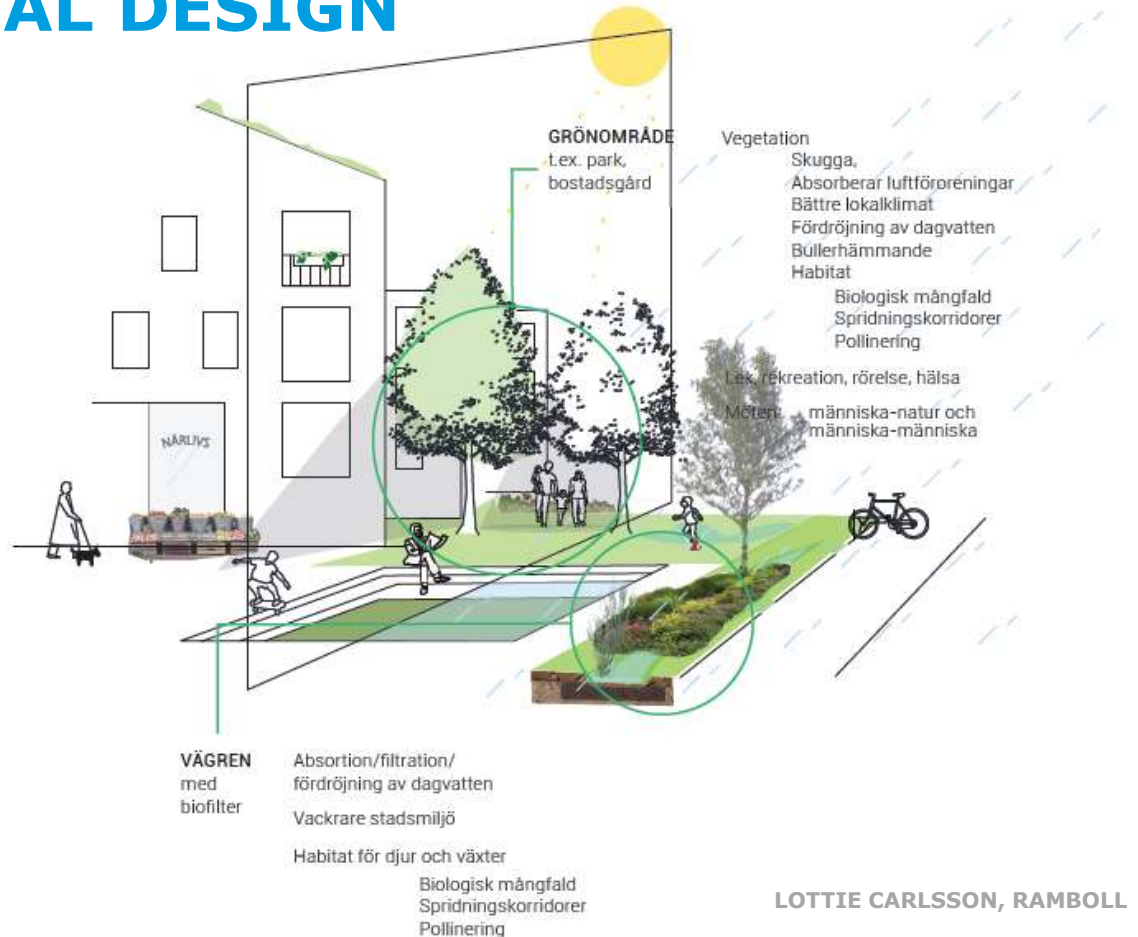 AL DESIGN
GRÖNOMRÅDE
t.ex. park,
bostadsgård
Vegetation
Skugga,
Absorberar luftföroreningar
Bättre lokalklimat
Fördröjning av dagvatten
Bullerhämmande
Habitat
Biologisk mångfald
Spridningskorridorer
Pollinering
Lek, rekreation, rörelse, hälsa
Möten människa-natur och
människa-människa
NÄRLIVS
VÄGREN
med
biofilter
Absortion/filtration/
fördröjning av dagvatten
Vackrare stadsmiljö
Habitat för djur och växter
Biologisk mångfald
Spridningskorridorer
Pollinering
LOTTIE CARLSSON, RAMBOLL